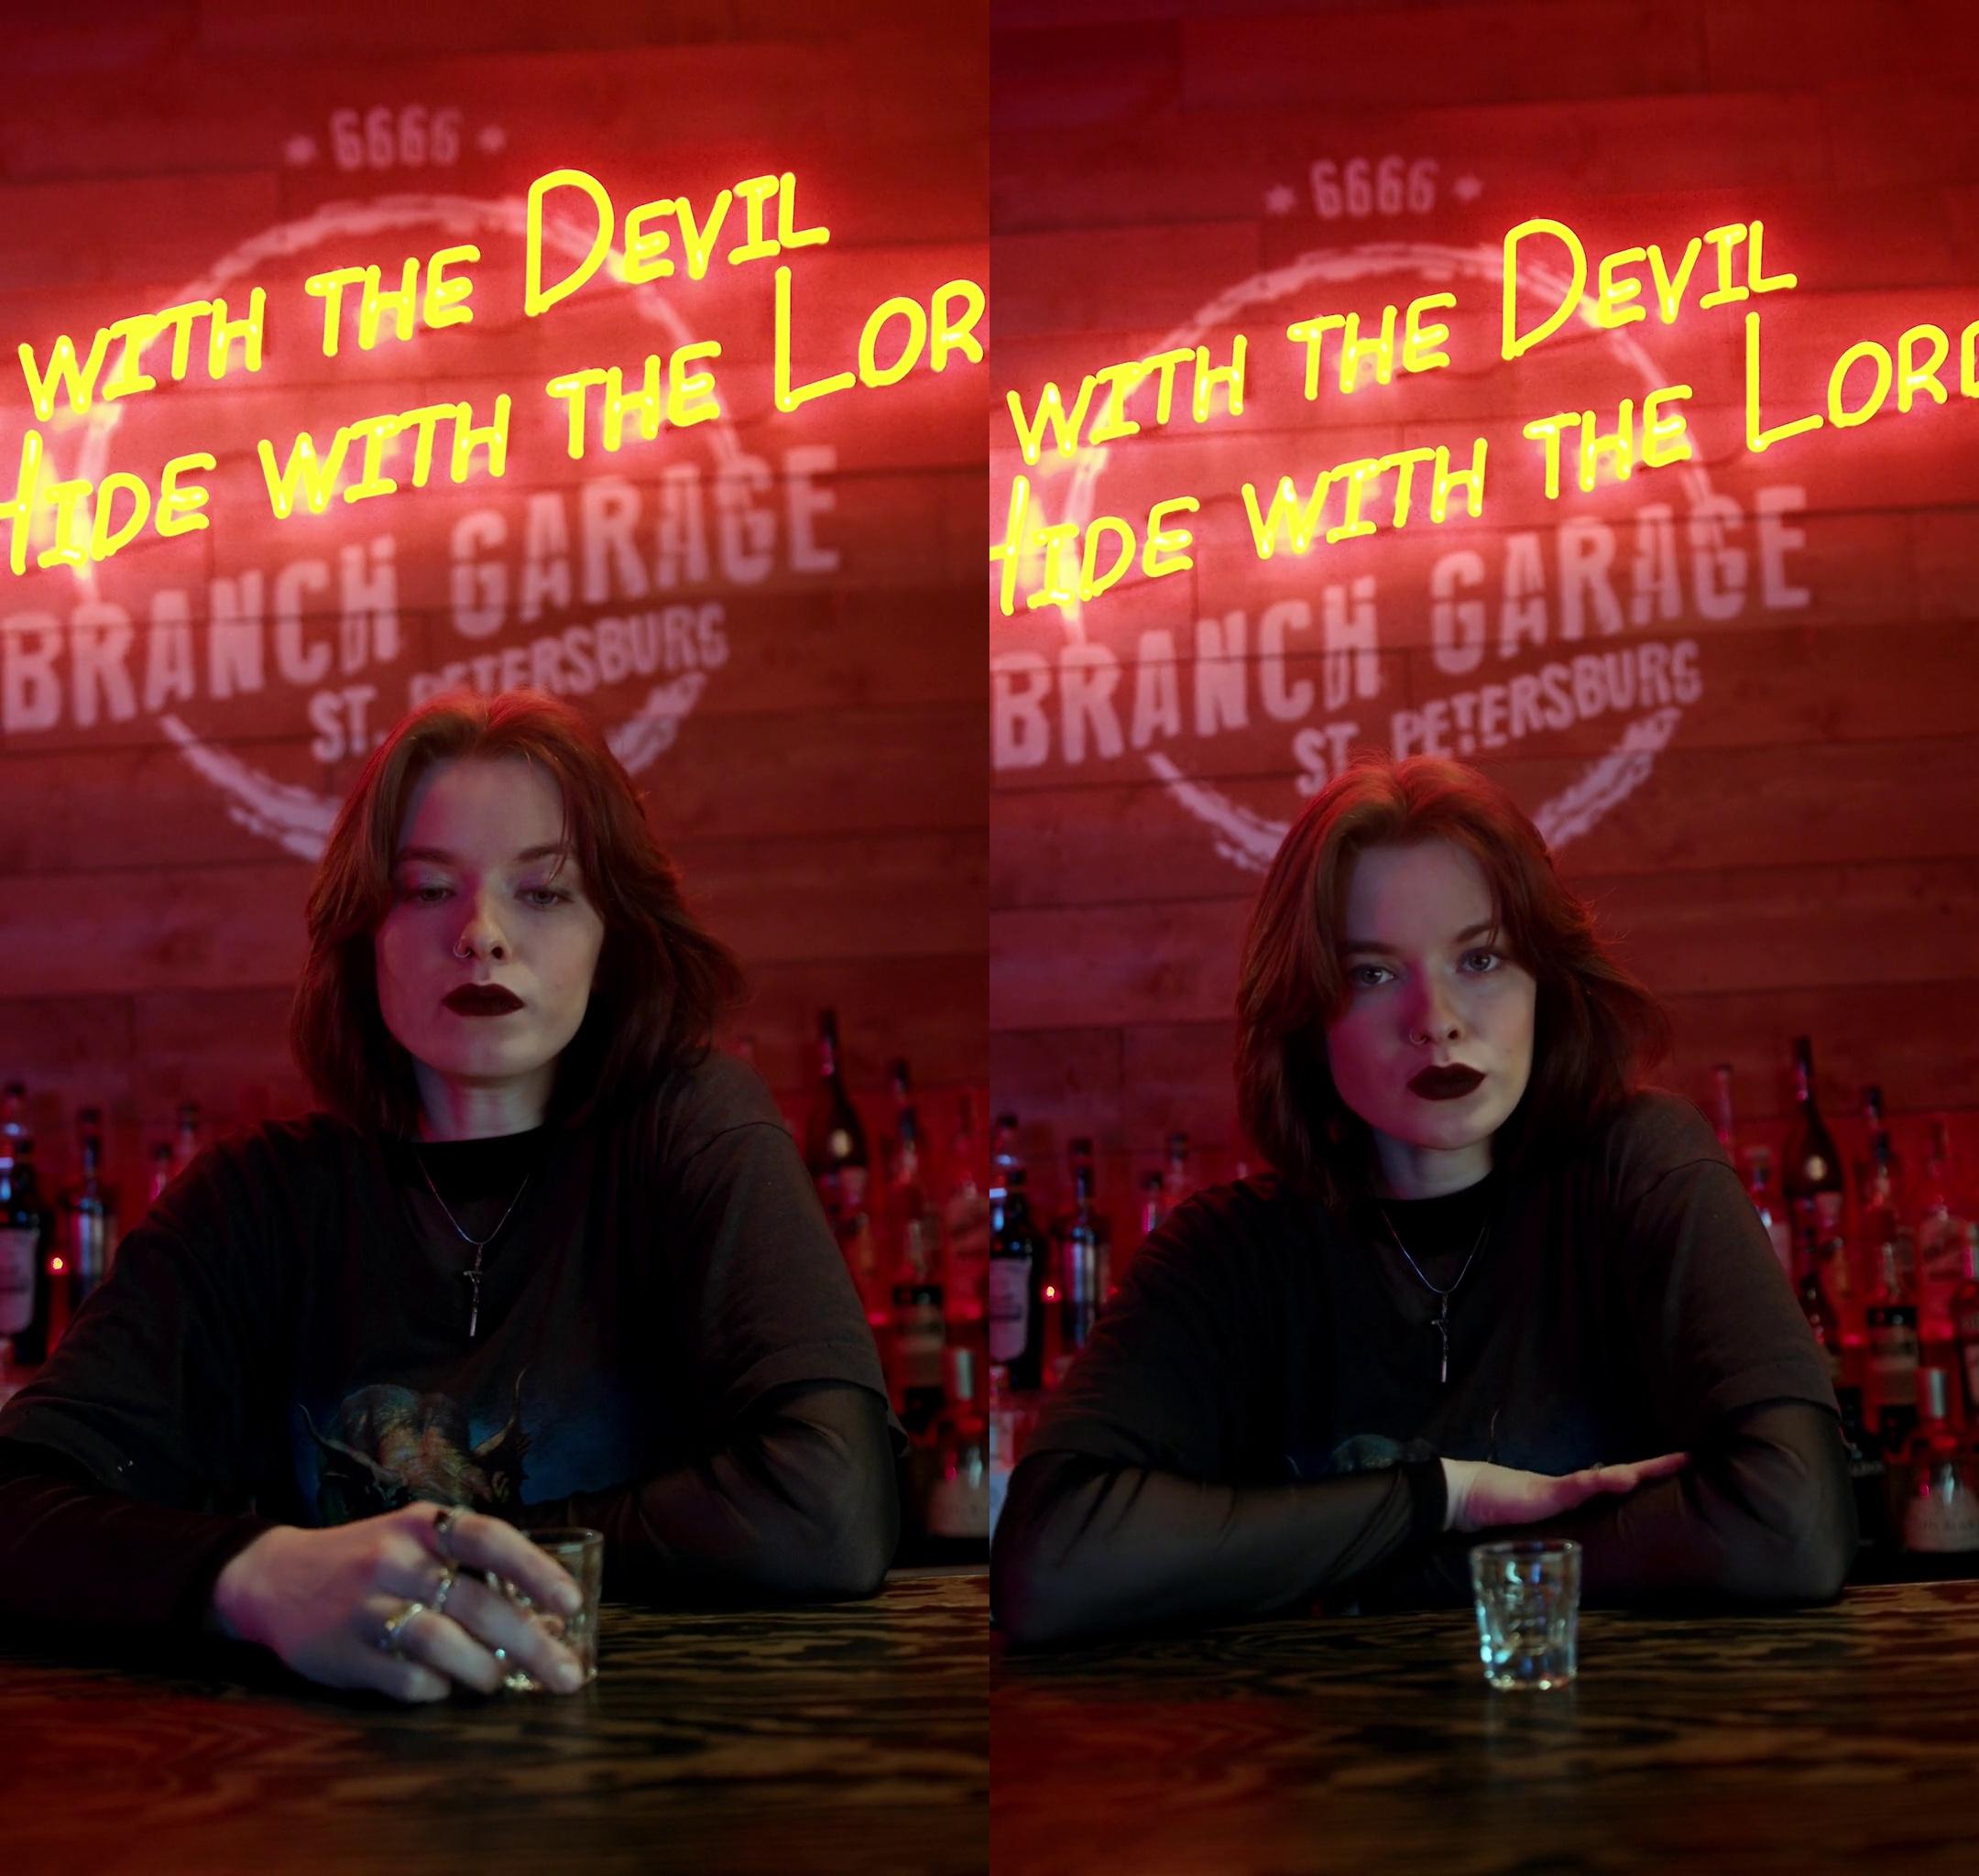 6666
WITH THE DEVIL
HIDE WITH THE LOR
BRANCH GARAGE
ST. PETERSBURG
6666
WITH THE DEVIL
HIDE WITH THE LORD
BRANCH GARAGE
ST. PETERSBURG